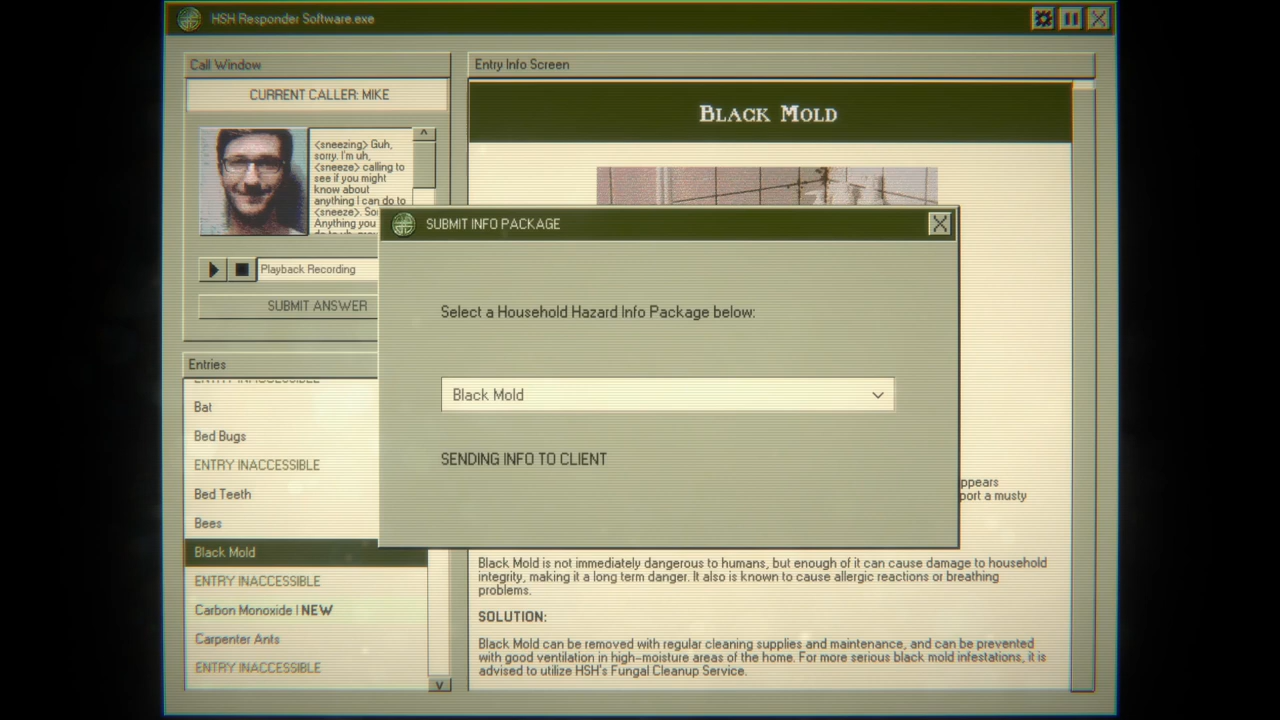 HSH Responder Software.exe
Call Window
CURRENT CALLER: MIKE
<sneezing> Guh,
sorry. I'm uh,
<sneeze> calling to
see if you might
know about
anything I can do to
<sneeze>. So
Anything you
Playback Recording
SUBMIT ANSWER
Entries
ENTRY INACCESSIBLE
Bat
Bed Bugs
ENTRY INACCESSIBLE
Bed Teeth
Bees
Black Mold
ENTRY INACCESSIBLE
Carbon Monoxide | NEW
Carpenter Ants
ENTRY INACCESSIBLE
Entry Info Screen
BLACK MOLD
SUBMIT INFO PACKAGE
Select a Household Hazard Info Package below:
Black Mold
SENDING INFO TO CLIENT
ppears
port a musty
Black Mold is not immediately dangerous to humans, but enough of it can cause damage to household
integrity, making it a long term danger. It also is known to cause allergic reactions or breathing
problems.
SOLUTION:
Black Mold can be removed with regular cleaning supplies and maintenance, and can be prevented
with good ventilation in high-moisture areas of the home. For more serious black mold infestations, it is
advised to utilize HSH's Fungal Cleanup Service.